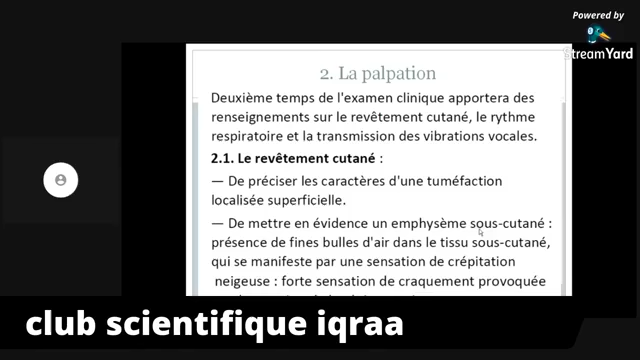 Powered by
StreamYard
2. La palpation
Deuxième temps de l'examen clinique apportera des
renseignements sur le revêtement cutané, le rythme
respiratoire et la transmission des vibrations vocales.
2.1. Le revêtement cutané :
— De préciser les caractères d'une tuméfaction
localisée superficielle.
— De mettre en évidence un emphysème sous-cutané :
présence de fines bulles d'air dans le tissu sous-cutané,
qui se manifeste par une sensation de crépitation
neigeuse : forte sensation de craquement provoquée
club scientifique iqraa